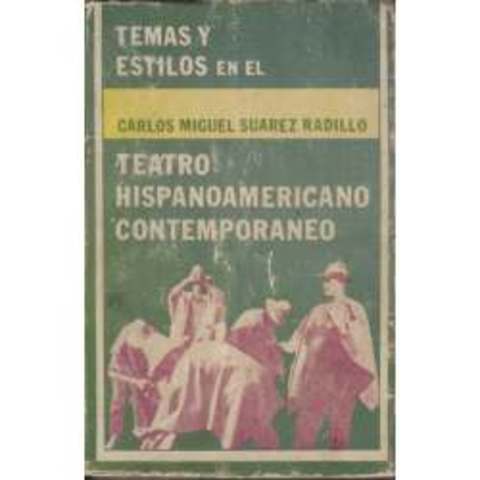 TEMAS Y
ESTILOS EN EL
CARLOS MIGUEL SUAREZ RADILLO
TEATRO
HISPANOAMERICANO
CONTEMPORANEO